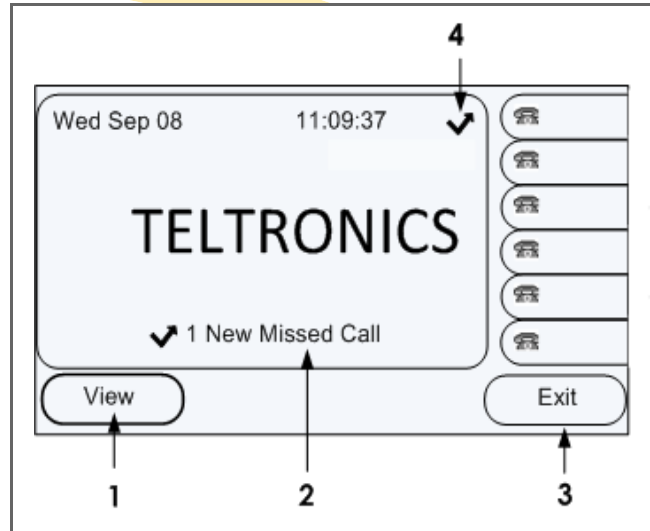 4
Wed Sep 08 11:09:37
TELTRONICS
1 New Missed Call
View Exit
1 2 3